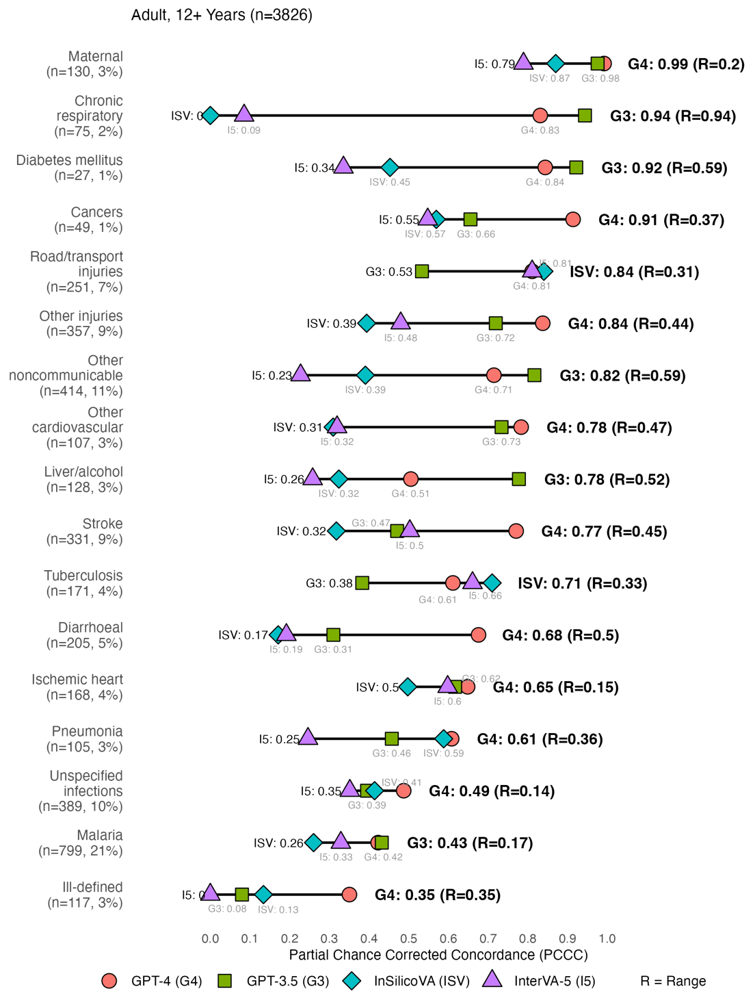 Adult, 12+ Years (n=3826)
Maternal
(n=130, 3%)
I5: 0.79
ISV: 0.87
G3: 0.98
G4: 0.99 (R=0.2)
Chronic
respiratory
(n=75, 2%)
ISV: 0
I5: 0.09
G4: 0.83
G3: 0.94 (R=0.94)
Diabetes mellitus
(n=27, 1%)
I5: 0.34
ISV: 0.45
G4: 0.84
G3: 0.92 (R=0.59)
Cancers
(n=49, 1%)
I5: 0.55
ISV: 0.57
G3: 0.66
G4: 0.91 (R=0.37)
Road/transport
injuries
(n=251, 7%)
G3: 0.53
I5: 0.81
G4: 0.81
ISV: 0.84 (R=0.31)
Other injuries
(n=357, 9%)
ISV: 0.39
I5: 0.48
G3: 0.72
G4: 0.84 (R=0.44)
Other
noncommunicable
(n=414, 11%)
I5: 0.23
ISV: 0.39
G4: 0.71
G3: 0.82 (R=0.59)
Other
cardiovascular
(n=107, 3%)
ISV: 0.31
I5: 0.32
G3: 0.73
G4: 0.78 (R=0.47)
Liver/alcohol
(n=128, 3%)
I5: 0.26
ISV: 0.32
G4: 0.51
G3: 0.78 (R=0.52)
Stroke
(n=331, 9%)
ISV: 0.32
G3: 0.47
I5: 0.5
G4: 0.77 (R=0.45)
Tuberculosis
(n=171, 4%)
G3: 0.38
G4: 0.61
I5: 0.66
ISV: 0.71 (R=0.33)
Diarrhoeal
(n=205, 5%)
ISV: 0.17
I5: 0.19
G3: 0.31
G4: 0.68 (R=0.5)
Ischemic heart
(n=168, 4%)
ISV: 0.5
I5: 0.6
G3: 0.62
G4: 0.65 (R=0.15)
Pneumonia
(n=105, 3%)
I5: 0.25
G3: 0.46
ISV: 0.59
G4: 0.61 (R=0.36)
Unspecified
infections
(n=389, 10%)
I5: 0.35
G3: 0.39
ISV: 0.41
G4: 0.49 (R=0.14)
Malaria
(n=799, 21%)
ISV: 0.26
I5: 0.33
G4: 0.42
G3: 0.43 (R=0.17)
Ill-defined
(n=117, 3%)
I5: 0
G3: 0.08
ISV: 0.13
G4: 0.35 (R=0.35)
0.0 0.1 0.2 0.3 0.4 0.5 0.6 0.7 0.8 0.9 1.0
Partial Chance Corrected Concordance (PCCC)
GPT-4 (G4) GPT-3.5 (G3) InSilicoVA (ISV) InterVA-5 (I5) R = Range